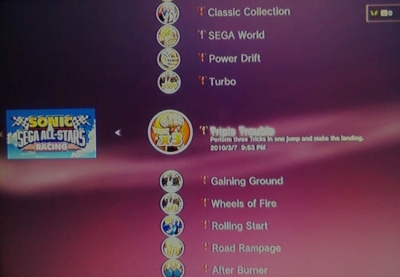 Classic Collection
SEGA World
Power Drift
Turbo
SONIC
SEGA ALL-STARS
RACING
x3
Triple Trouble
Perform three Tricks in one jump and make the landing.
2010/3/7 9:53 PM
Gaining Ground
Wheels of Fire
Rolling Start
Road Rampage
After Burner